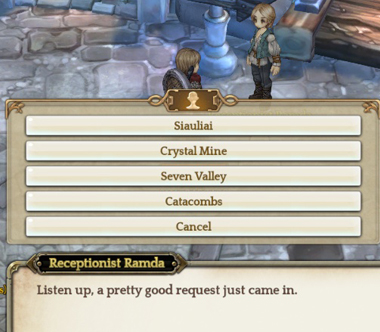 Siauliai
Crystal Mine
Seven Valley
Catacombs
Cancel
Receptionist Ramda
Listen up, a pretty good request just came in.